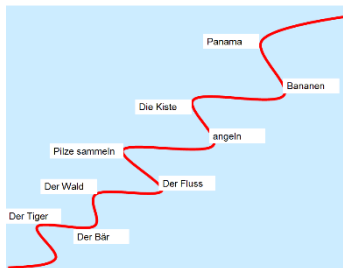 Panama
Bananen
Die Kiste
angeln
Pilze sammeln
Der Fluss
Der Wald
Der Tiger
Der Bär